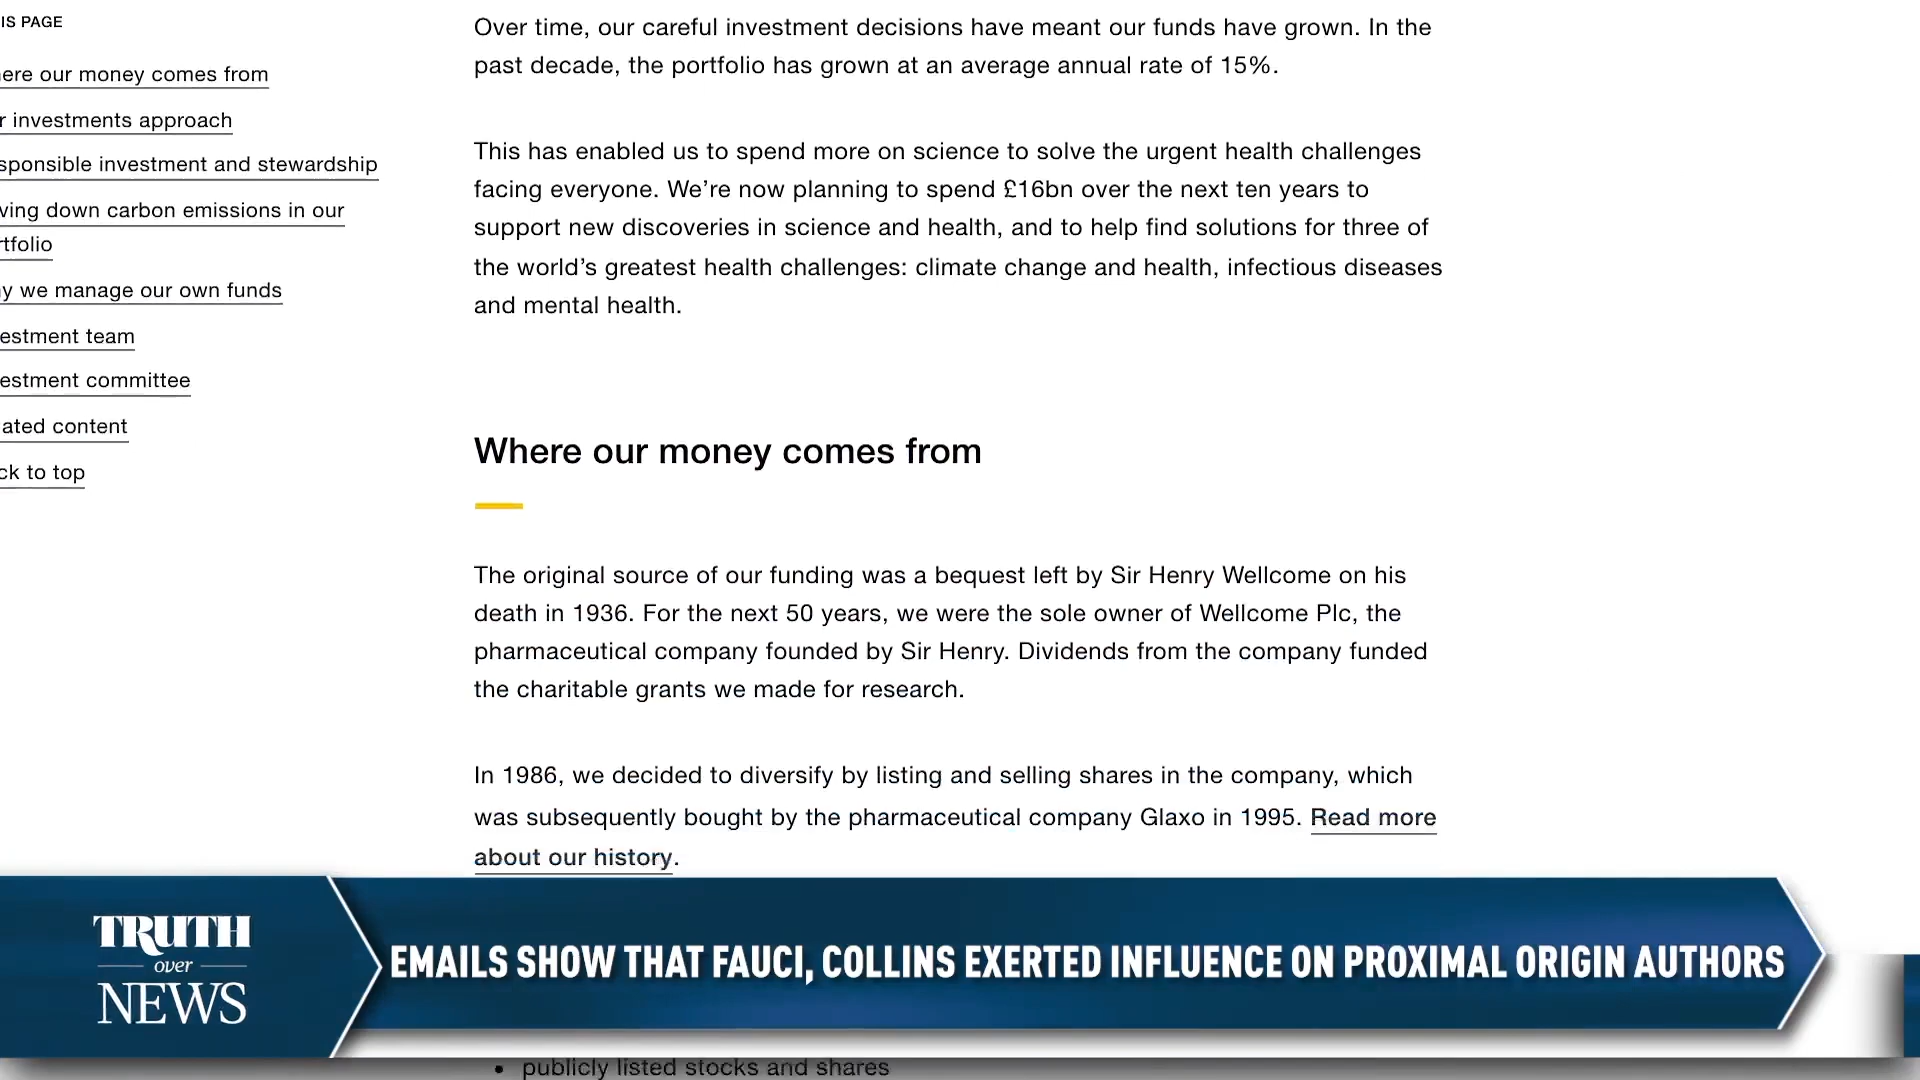 IS PAGE
ere our money comes from
r investments approach
sponsible investment and stewardship
ving down carbon emissions in our
rtfolio
y we manage our own funds
estment team
estment committee
ated content
ck to top
Over time, our careful investment decisions have meant our funds have grown. In the
past decade, the portfolio has grown at an average annual rate of 15%.
This has enabled us to spend more on science to solve the urgent health challenges
facing everyone. We’re now planning to spend £16bn over the next ten years to
support new discoveries in science and health, and to help find solutions for three of
the world’s greatest health challenges: climate change and health, infectious diseases
and mental health.
Where our money comes from
The original source of our funding was a bequest left by Sir Henry Wellcome on his
death in 1936. For the next 50 years, we were the sole owner of Wellcome Plc, the
pharmaceutical company founded by Sir Henry. Dividends from the company funded
the charitable grants we made for research.
In 1986, we decided to diversify by listing and selling shares in the company, which
was subsequently bought by the pharmaceutical company Glaxo in 1995. Read more
about our history.
TRUTH
over
NEWS
EMAILS SHOW THAT FAUCI, COLLINS EXERTED INFLUENCE ON PROXIMAL ORIGIN AUTHORS
• publicly listed stocks and shares